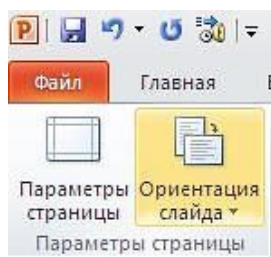 P
Файл Главная
Параметры Ориентация
страницы слайда
Параметры страницы